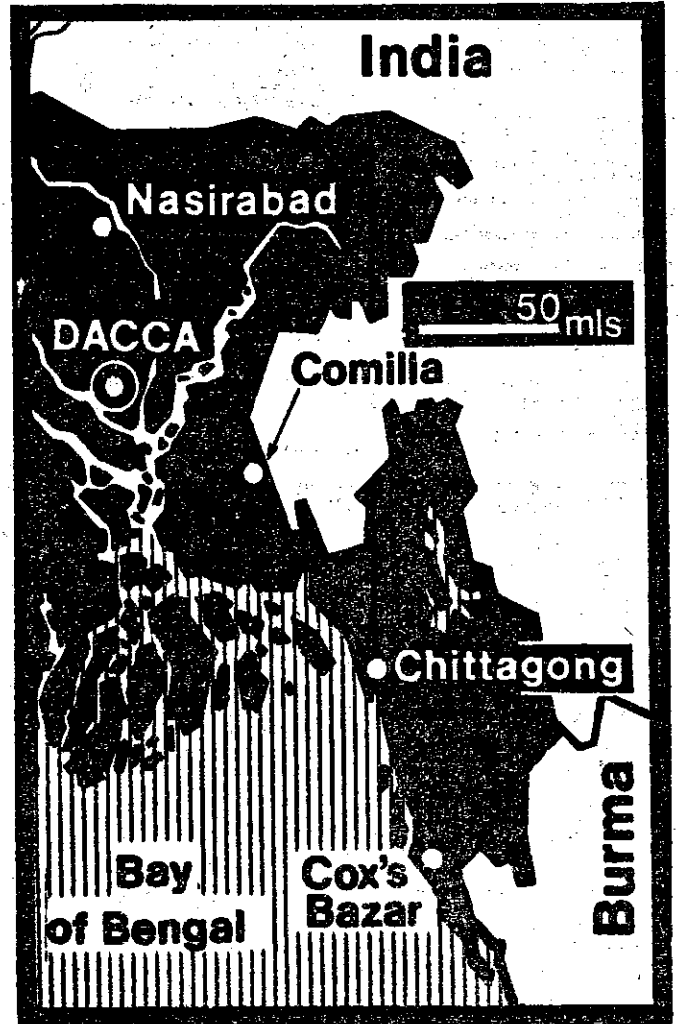 India
Nasirabad
50 mls
DACCA
Comilla
Chittagong
Burma
Bay
of Bengal
Cox's
Bazar